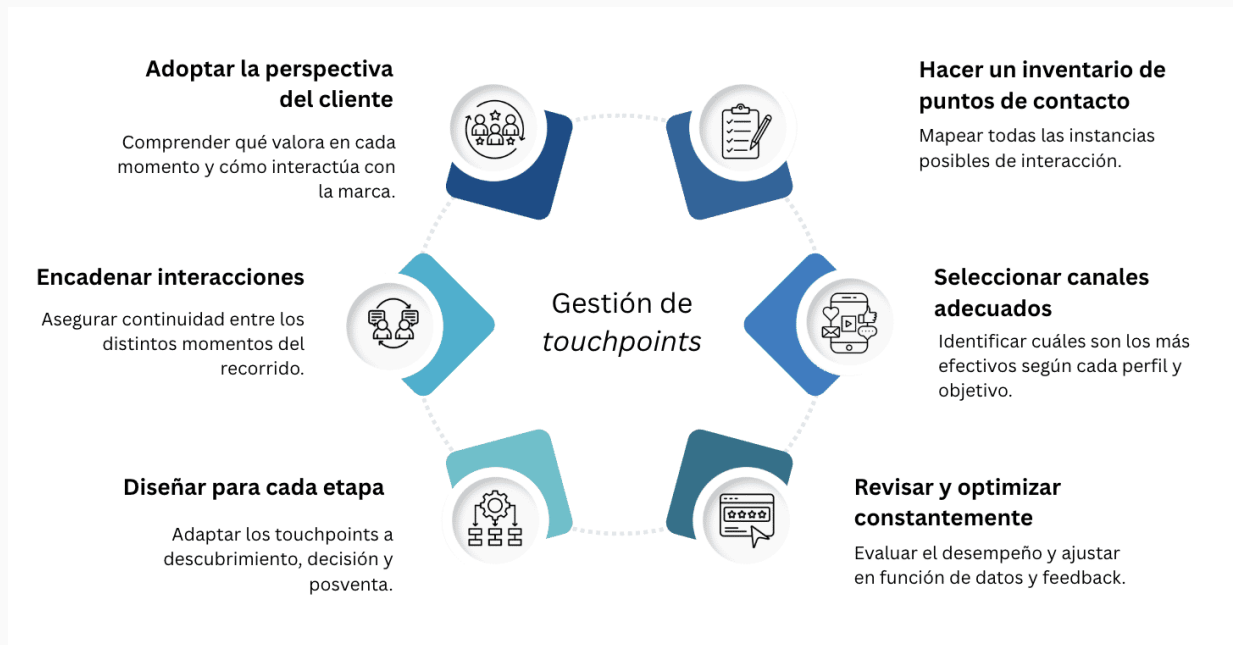 Adoptar la perspectiva
del cliente
Comprender qué valora en cada
momento y cómo interactúa con
la marca.
Hacer un inventario de
puntos de contacto
Mapear todas las instancias
posibles de interacción.
Encadenar interacciones
Asegurar continuidad entre los
distintos momentos del
recorrido.
Gestión de
touchpoints
Seleccionar canales
adecuados
Identificar cuáles son los más
efectivos según cada perfil y
objetivo.
Diseñar para cada etapa
Adaptar los touchpoints a
descubrimiento, decisión y
posventa.
Revisar y optimizar
constantemente
Evaluar el desempeño y ajustar
en función de datos y feedback.